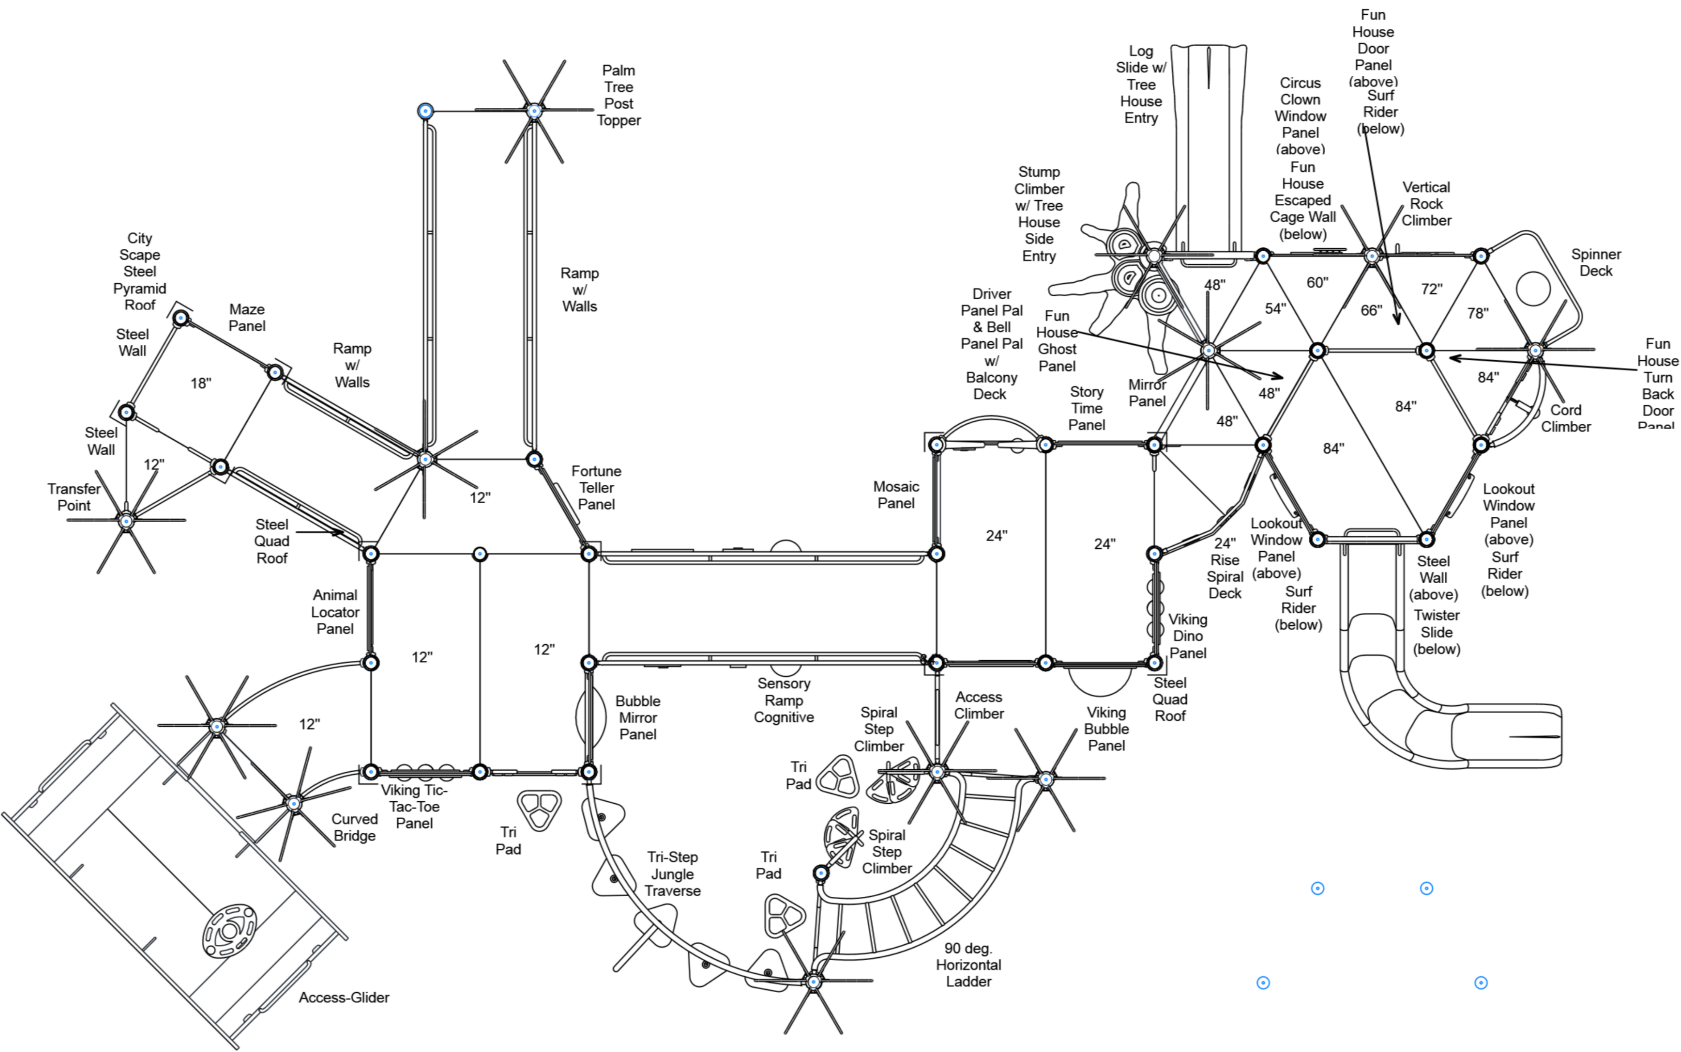 Fun
House
Door
Panel
(above)
Surf
Rider
(below)
Log
Slide w/
Tree
House
Entry
Circus
Clown
Window
Panel
(above)
Fun
House
Escaped
Cage Wall
(below)
Palm
Tree
Post
Topper
Stump
Climber
w/ Tree
House
Side
Entry
Vertical
Rock
Climber
Spinner
Deck
City
Scape
Steel
Pyramid
Roof
Maze
Panel
Steel
Wall
Ramp
w/
Walls
Ramp
w/
Walls
18"
Driver
Panel Pal
& Bell
Panel Pal
w/
Balcony
Deck
Fun
House
Ghost
Panel
48"
54"
60"
66"
72"
78"
Fun
House
Turn
Back
Door
Panel
Mirror
Panel
48"
48"
84"
84"
84"
Cord
Climber
Story
Time
Panel
Steel
Wall
12"
Transfer
Point
Steel
Quad
Roof
12"
Fortune
Teller
Panel
Mosaic
Panel
24"
24"
24"
Rise
Spiral
Deck
Lookout
Window
Panel
(above)
Surf
Rider
(below)
Steel
Wall
(above)
Twister
Slide
(below)
Lookout
Window
Panel
(above)
Surf
Rider
(below)
Animal
Locator
Panel
12"
12"
Viking
Dino
Panel
Steel
Quad
Roof
12"
Bubble
Mirror
Panel
Sensory
Ramp
Cognitive
Spiral
Step
Climber
Access
Climber
Viking
Bubble
Panel
Tri
Pad
Viking Tic-
Tac-Toe
Panel
Curved
Bridge
Tri
Pad
Tri-Step
Jungle
Traverse
Tri
Pad
Spiral
Step
Climber
90 deg.
Horizontal
Ladder
Access-Glider